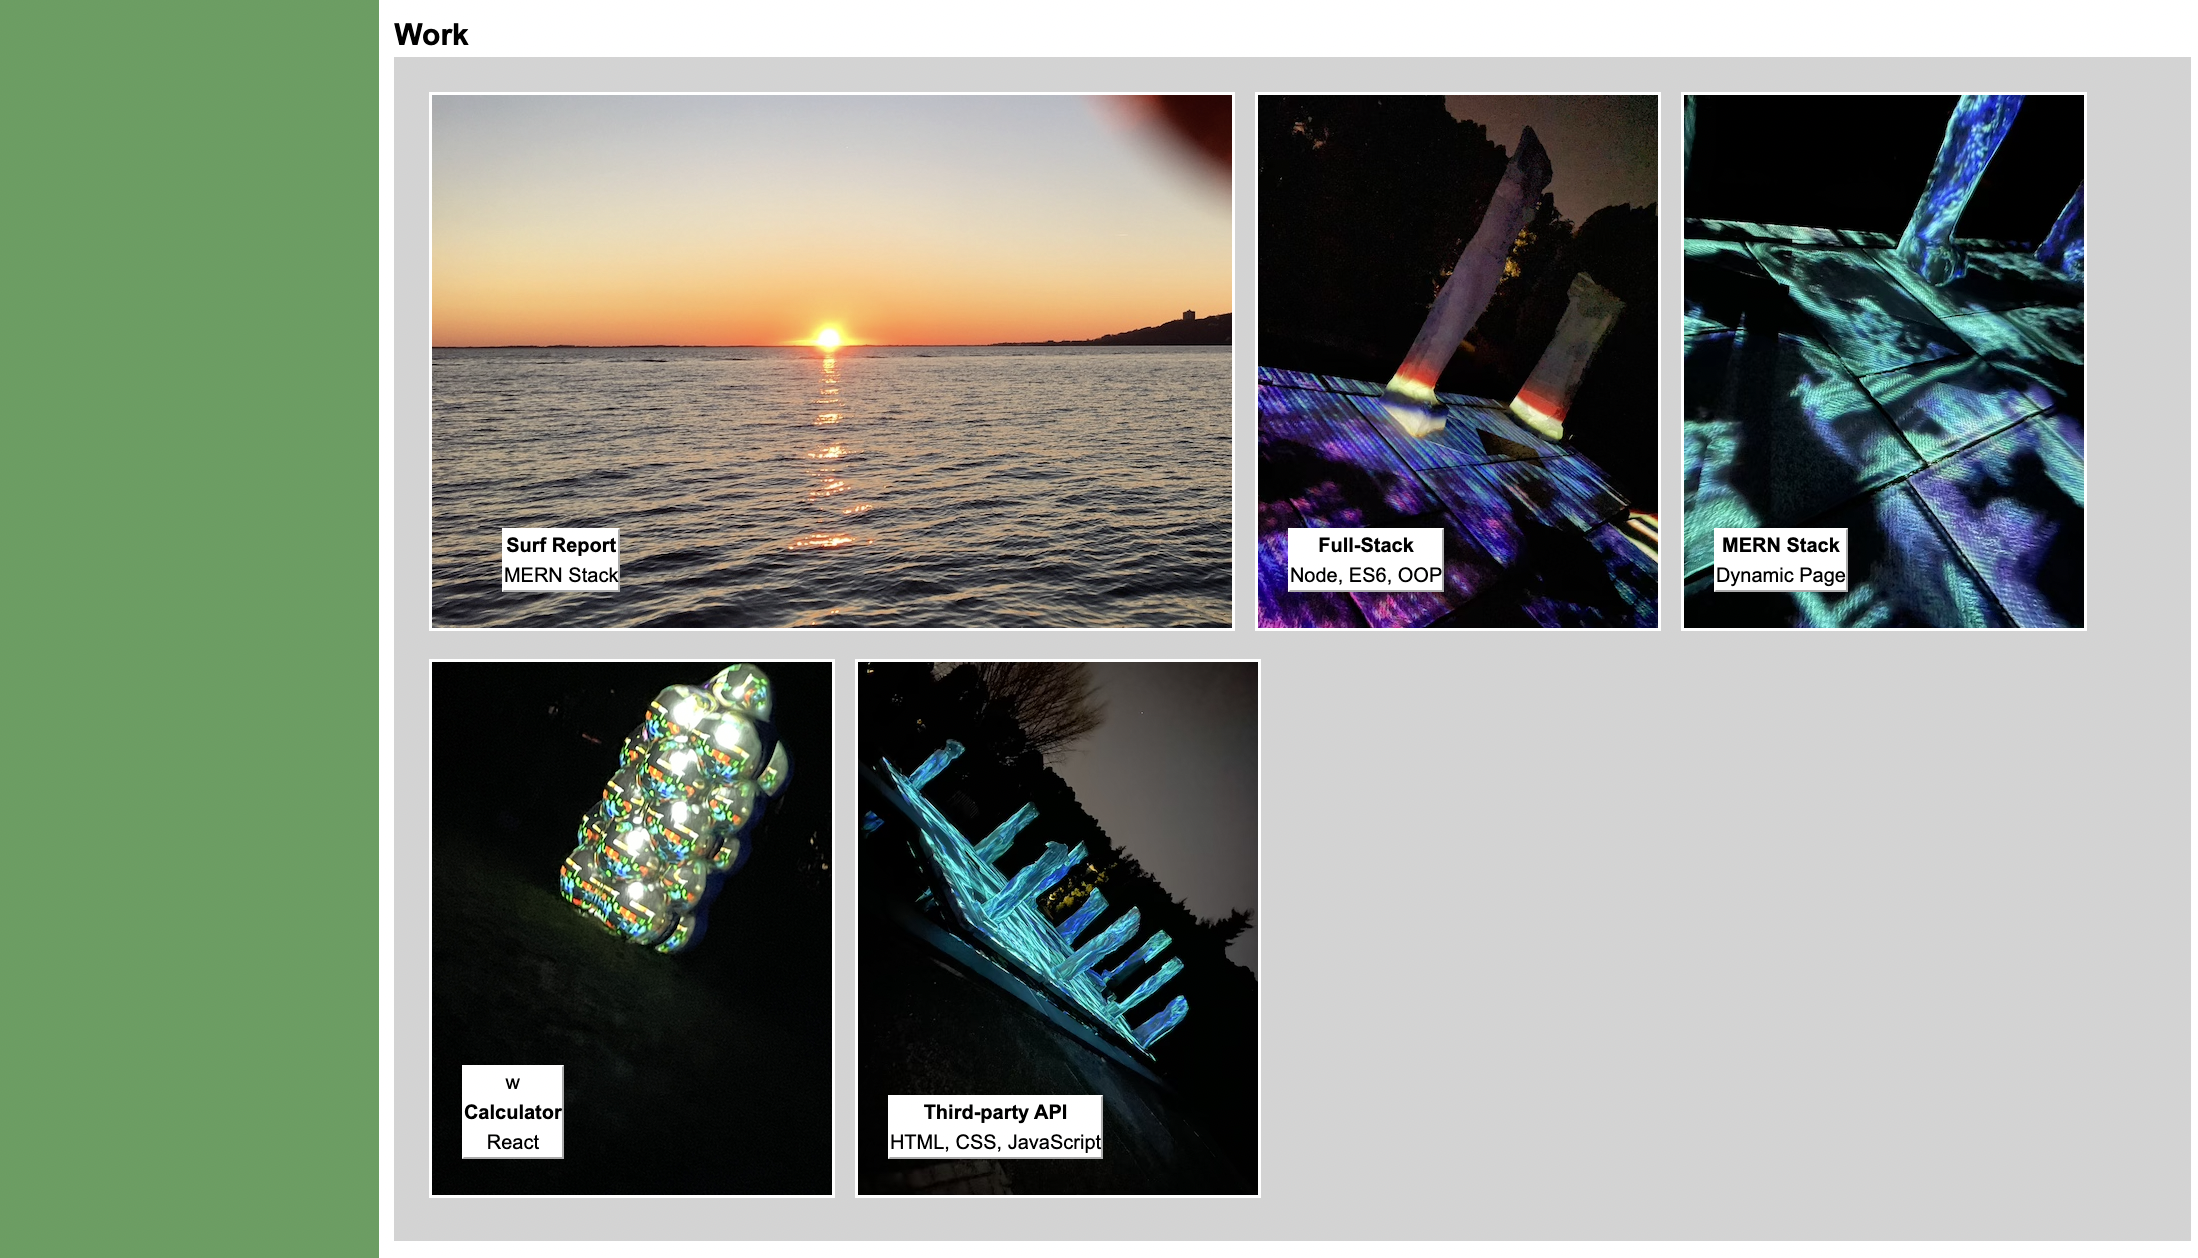 Work
Surf Report
MERN Stack
Full-Stack
Node, ES6, OOP
MERN Stack
Dynamic Page
w
Calculator
React
Third-party API
HTML, CSS, JavaScript